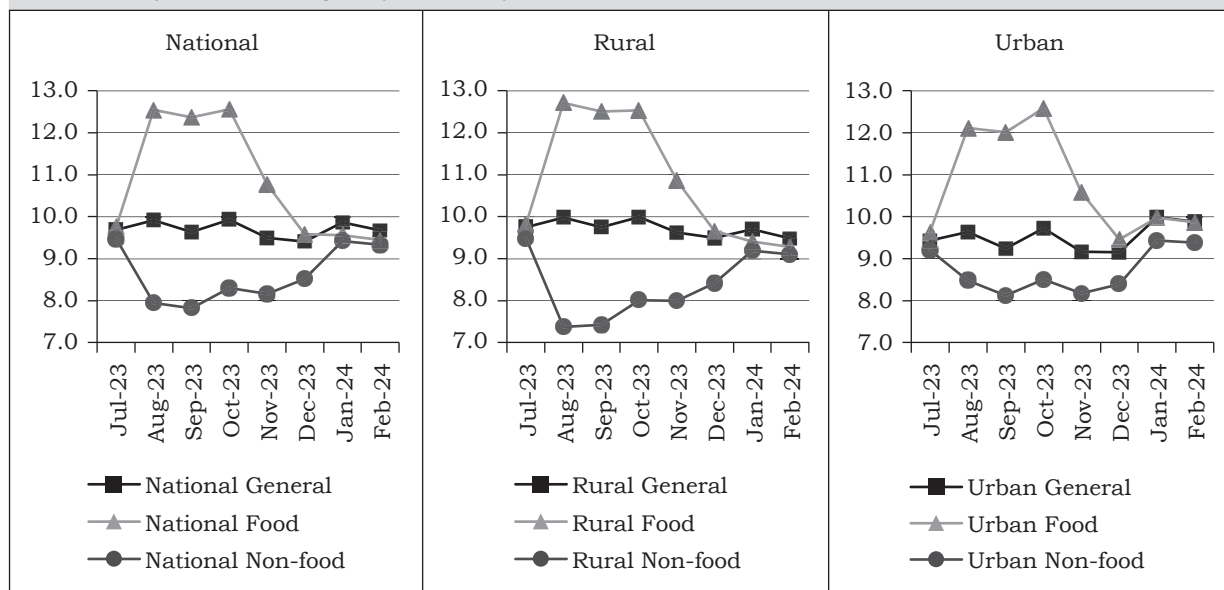 National
13.0
12.0
11.0
10.0
9.0
8.0
7.0
Jul-23
Aug-23
Sep-23
Oct-23
Nov-23
Dec-23
Jan-24
Feb-24
National General
National Food
National Non-food
Rural
13.0
12.0
11.0
10.0
9.0
8.0
7.0
Jul-23
Aug-23
Sep-23
Oct-23
Nov-23
Dec-23
Jan-24
Feb-24
Rural General
Rural Food
Rural Non-food
Urban
13.0
12.0
11.0
10.0
9.0
8.0
7.0
Jul-23
Aug-23
Sep-23
Oct-23
Nov-23
Dec-23
Jan-24
Feb-24
Urban General
Urban Food
Urban Non-food